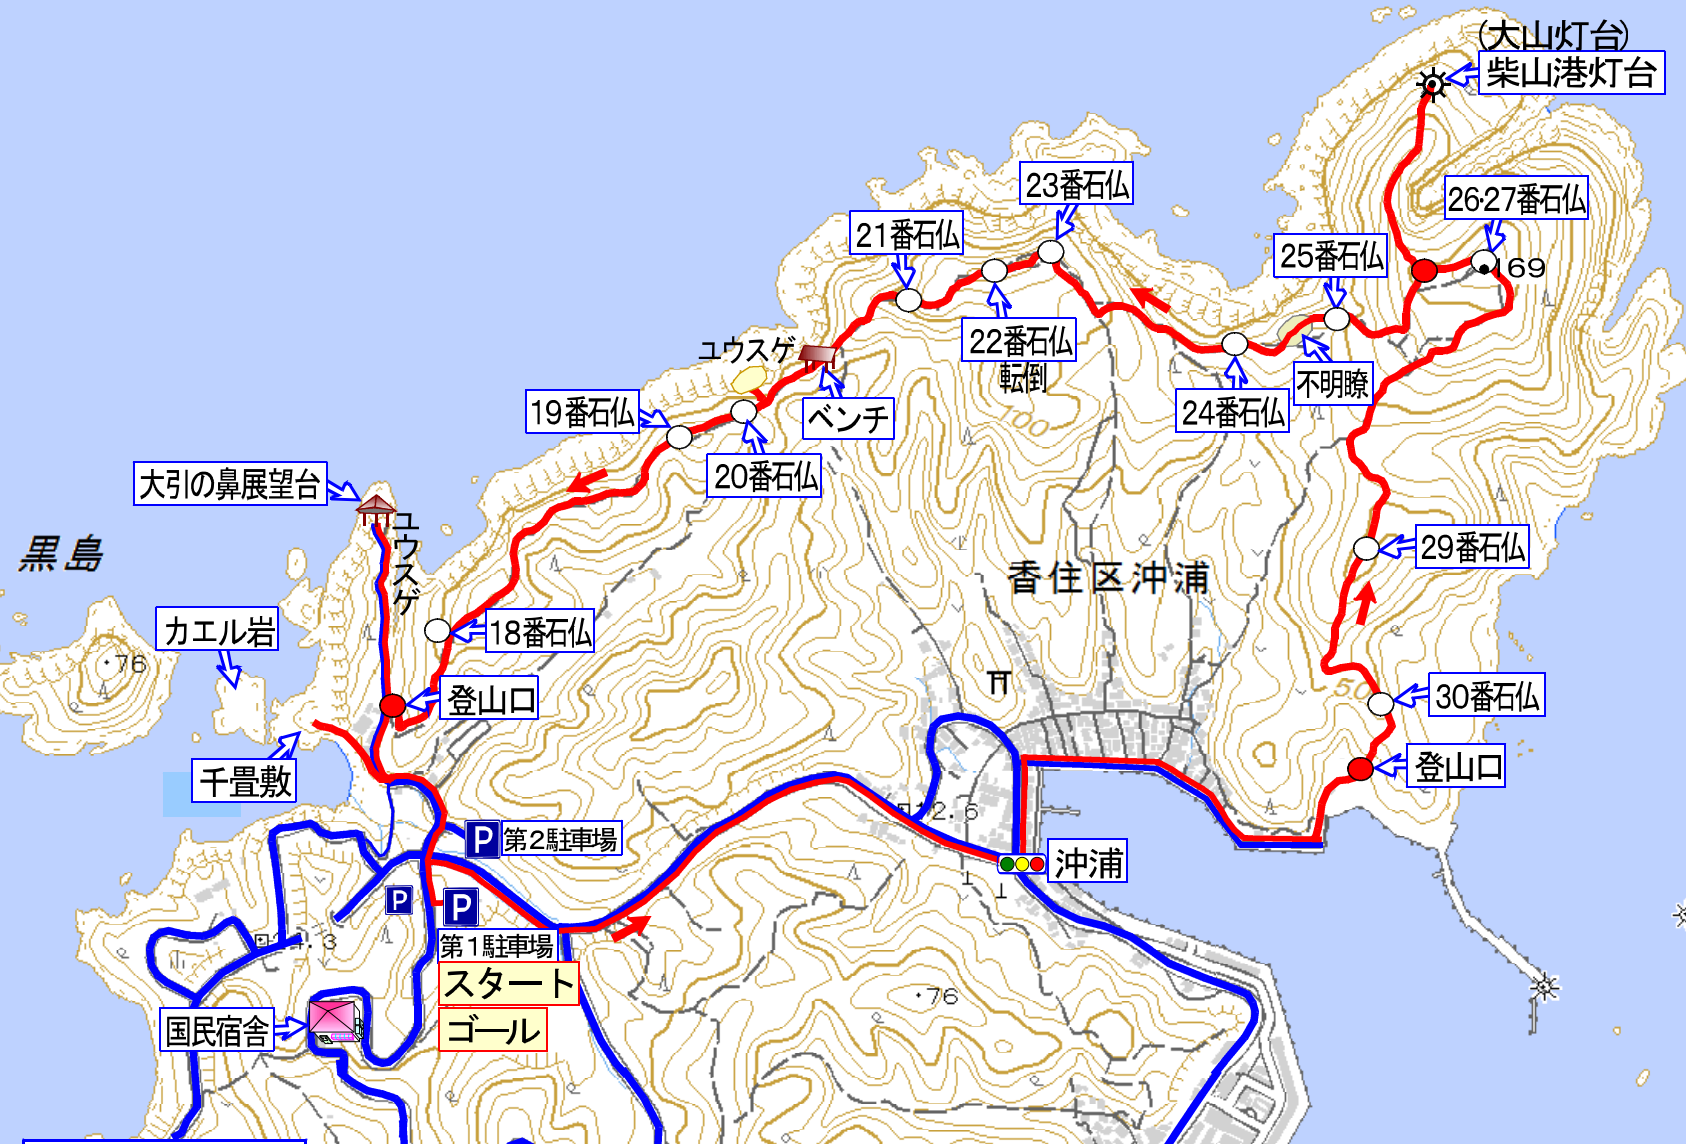 (大山灯台)
柴山港灯台
23番石仏
26・27番石仏
21番石仏
25番石仏
169
22番石仏
転倒
ユウスゲ
不明瞭
24番石仏
19番石仏
ベンチ
100
20番石仏
大引の鼻展望台
ユウスゲ
黒島
29番石仏
香住区沖浦
カエル岩
18番石仏
76
50
30番石仏
登山口
登山口
千畳敷
12.6
P
第2駐車場
沖浦
P
P
第1駐車場
24.3
スタート
76
国民宿舎
ゴール